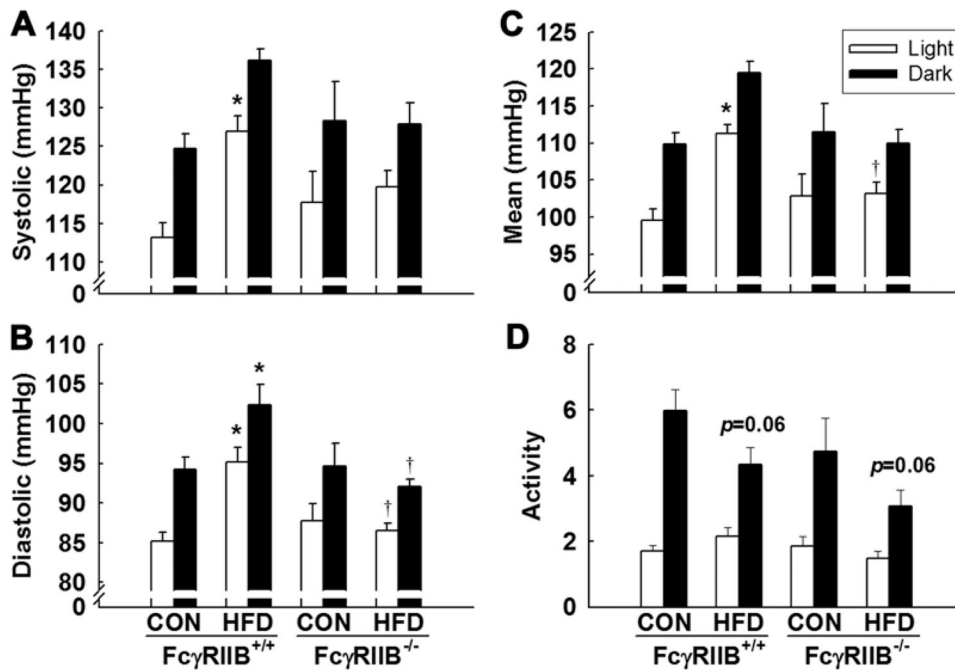 A
Systolic (mmHg)
140
135
130
125
120
115
110
0
*
C
Mean (mmHg)
120
115
110
105
100
95
0
*
†
Light
Dark
B
Diastolic (mmHg)
110
105
100
95
90
85
80
0
*
*
†
†
CON HFD CON HFD
FcγRIIB+/+ FcγRIIB-/-
D
Activity
8
6
4
2
0
p=0.06
p=0.06
CON HFD CON HFD
FcγRIIB+/+ FcγRIIB-/-